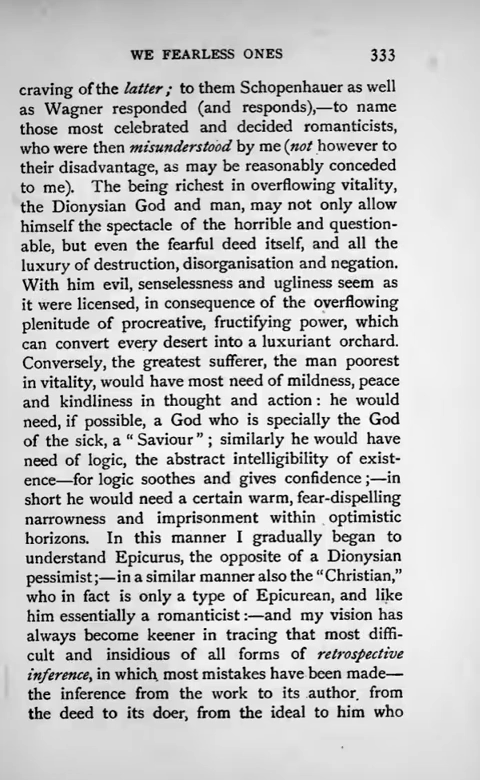 WE FEARLESS ONES 333
craving of the latter; to them Schopenhauer as well
as Wagner responded (and responds),—to name
those most celebrated and decided romanticists,
who were then misunderstood by me (not however to
their disadvantage, as may be reasonably conceded
to me). The being richest in overflowing vitality,
the Dionysian God and man, may not only allow
himself the spectacle of the horrible and question-
able, but even the fearful deed itself, and all the
luxury of destruction, disorganisation and negation.
With him evil, senselessness and ugliness seem as
it were licensed, in consequence of the overflowing
plenitude of procreative, fructifying power, which
can convert every desert into a luxuriant orchard.
Conversely, the greatest sufferer, the man poorest
in vitality, would have most need of mildness, peace
and kindliness in thought and action: he would
need, if possible, a God who is specially the God
of the sick, a "Saviour"; similarly he would have
need of logic, the abstract intelligibility of exist-
ence—for logic soothes and gives confidence;—in
short he would need a certain warm, fear-dispelling
narrowness and imprisonment within optimistic
horizons. In this manner I gradually began to
understand Epicurus, the opposite of a Dionysian
pessimist;—in a similar manner also the "Christian,"
who in fact is only a type of Epicurean, and like
him essentially a romanticist:—and my vision has
always become keener in tracing that most diffi-
cult and insidious of all forms of retrospective
inference, in which most mistakes have been made—
the inference from the work to its author from
the deed to its doer, from the ideal to him who